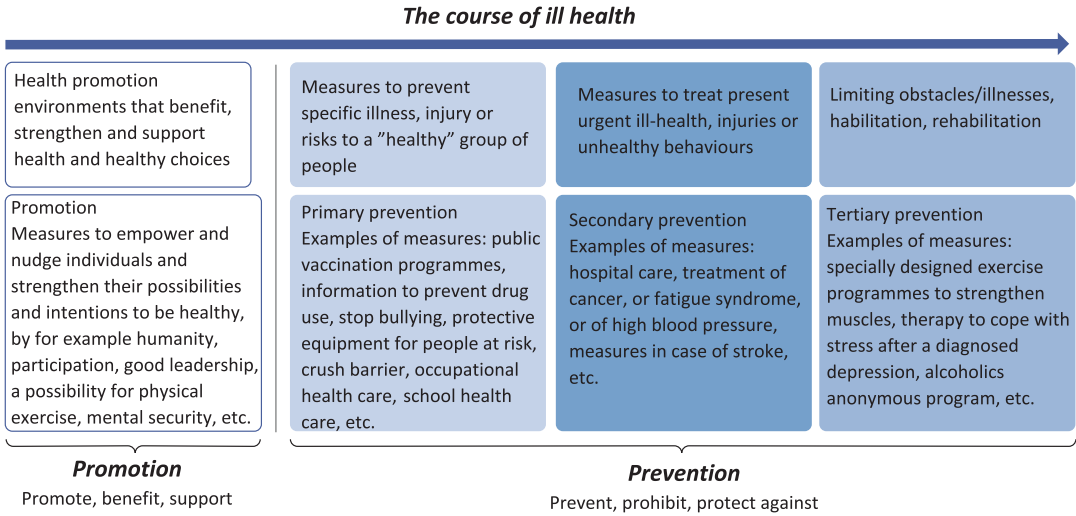 The course of ill health
Health promotion
environments that benefit,
strengthen and support
health and healthy choices
Measures to prevent
specific illness, injury or
risks to a ”healthy” group of
people
Measures to treat present
urgent ill-health, injuries or
unhealthy behaviours
Limiting obstacles/illnesses,
habilitation, rehabilitation
Promotion
Measures to empower and
nudge individuals and
strengthen their possibilities
and intentions to be healthy,
by for example humanity,
participation, good leadership,
a possibility for physical
exercise, mental security, etc.
Primary prevention
Examples of measures: public
vaccination programmes,
information to prevent drug
use, stop bullying, protective
equipment for people at risk,
crush barrier, occupational
health care, school health
care, etc.
Secondary prevention
Examples of measures:
hospital care, treatment of
cancer, or fatigue syndrome,
or of high blood pressure,
measures in case of stroke,
etc.
Tertiary prevention
Examples of measures:
specially designed exercise
programmes to strengthen
muscles, therapy to cope with
stress after a diagnosed
depression, alcoholics
anonymous program, etc.
Promotion
Promote, benefit, support
Prevention
Prevent, prohibit, protect against